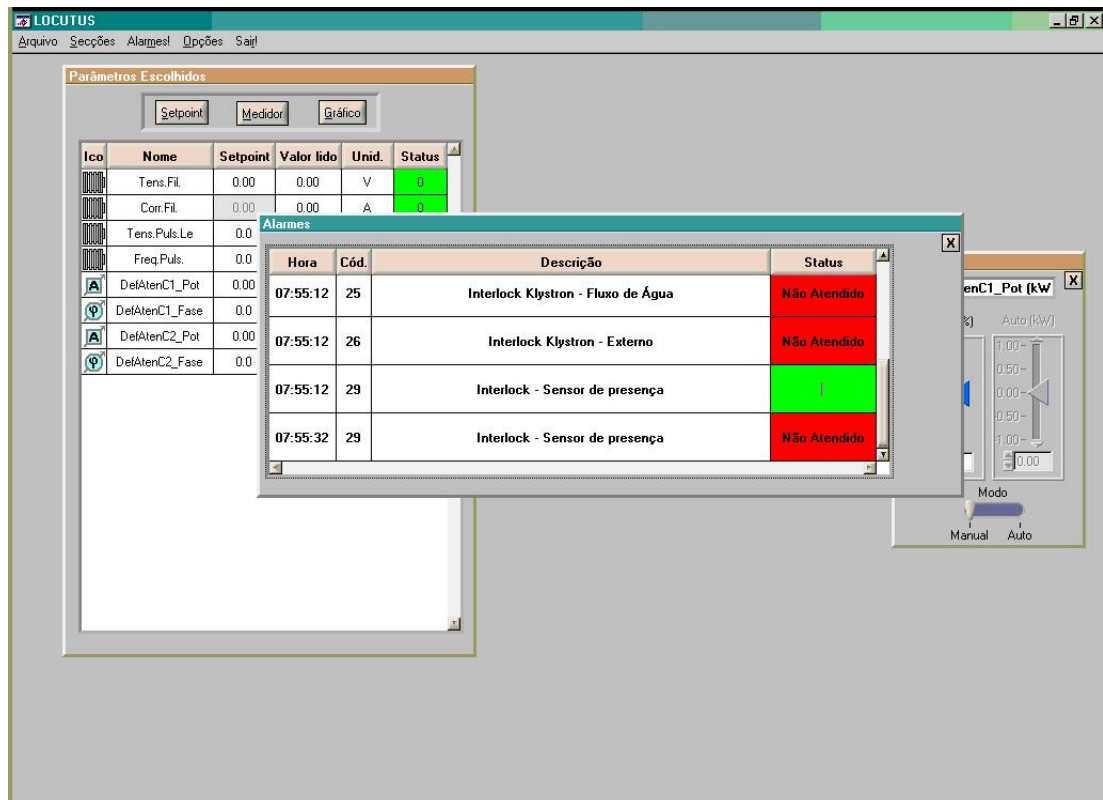 LOCUTUS
Arquivo Secções Alarmes! Opções Sair!
Parâmetros Escolhidos
Setpoint Medidor Gráfico
Ico Nome Setpoint Valor lido Unid. Status
Tens.Fil. 0.00 0.00 V 0
Corr.Fil. 0.00 0.00 A 0
Tens.Puls.Le 0.0
Freq.Puls. 0.0
A DefAtenC1_Pot 0.00
φ DefAtenC1_Fase 0.0
A DefAtenC2_Pot 0.00
φ DefAtenC2_Fase 0.0
Alarmes
X
Hora Cód. Descrição Status
07:55:12 25 Interlock Klystron - Fluxo de Água Não Atendido
07:55:12 26 Interlock Klystron - Externo Não Atendido
07:55:12 29 Interlock - Sensor de presença
07:55:32 29 Interlock - Sensor de presença Não Atendido
enC1_Pot (kW X
%) Auto (kW)
1.00-
0.50-
0.00-
-0.50-
-1.00-
0.00
Modo
Manual Auto